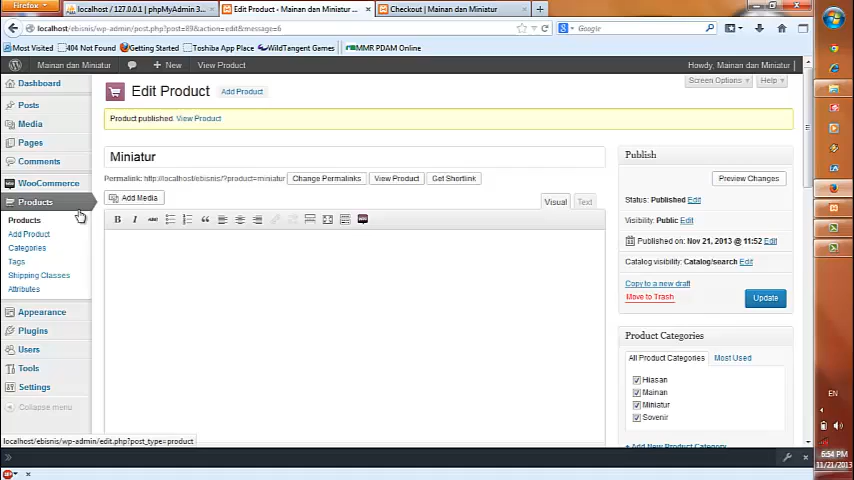 Firefox
localhost / 127.0.0.1 | phpMyAdmin 3....
Edit Product - Mainan dan Miniatur ...
Checkout | Mainan dan Miniatur
localhost/ebisnis/wp-admin/post.php?post=89&action=edit&message=6
Google
Most Visited
404 Not Found
Getting Started
Toshiba App Place
WildTangent Games
MMR PDAM Online
Mainan dan Miniatur
New
View Product
Howdy, Mainan dan Miniatur
Screen Options
Help
Dashboard
Posts
Media
Pages
Comments
WooCommerce
Products
Products
Add Product
Categories
Tags
Shipping Classes
Attributes
Appearance
Plugins
Users
Tools
Settings
Collapse menu
Edit Product
Add Product
Product published. View Product
Miniatur
Permalink: http://localhost/ebisnis/?product=miniatur
Change Permalinks
View Product
Get Shortlink
Add Media
Visual
Text
B I ABC
Publish
Preview Changes
Status: Published Edit
Visibility: Public Edit
Published on: Nov 21, 2013 @ 11:52 Edit
Catalog visibility: Catalog/search Edit
Copy to a new draft
Move to Trash
Update
Product Categories
All Product Categories
Most Used
Hiasan
Mainan
Miniatur
Sovenir
+ Add New Product Category
localhost/ebisnis/wp-admin/edit.php?post_type=product
EN
6:54 PM
11/21/2013